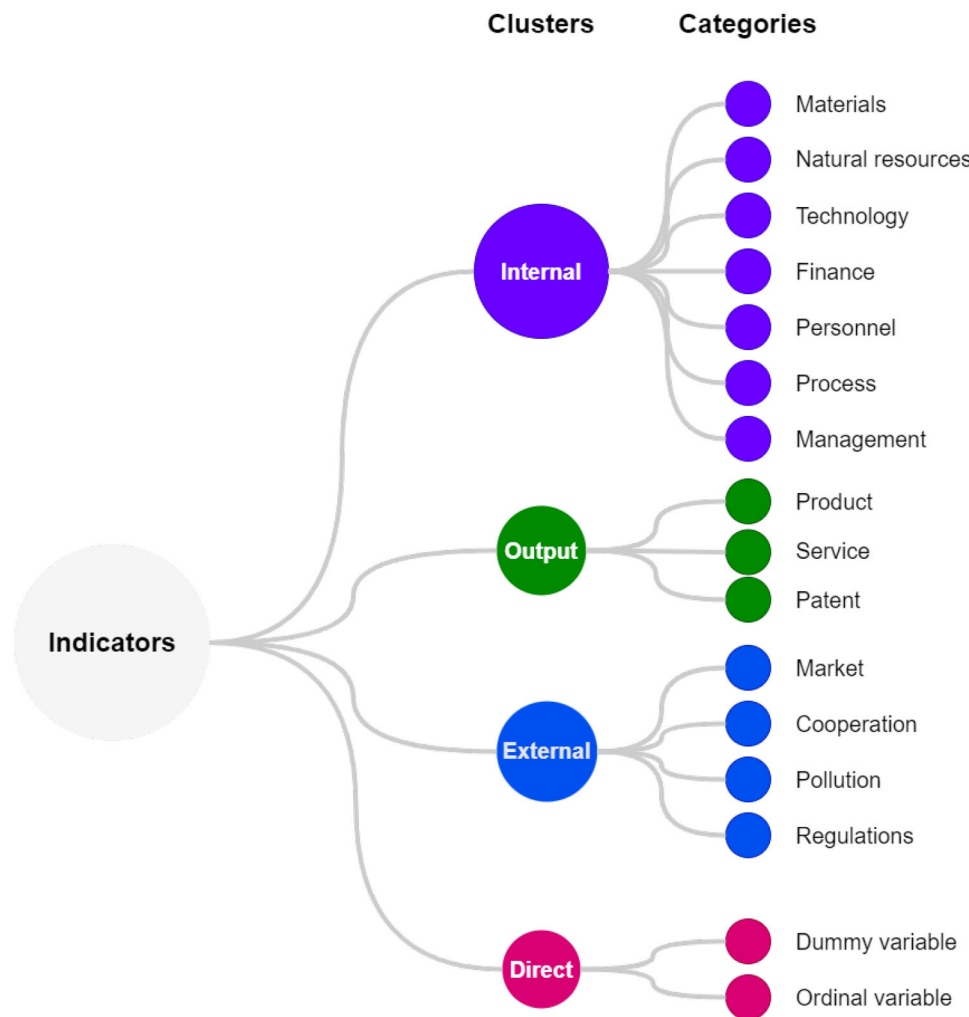 Clusters
Categories
Materials
Natural resources
Technology
Internal
Finance
Personnel
Process
Management
Product
Output
Service
Patent
Indicators
Market
Cooperation
External
Pollution
Regulations
Dummy variable
Direct
Ordinal variable